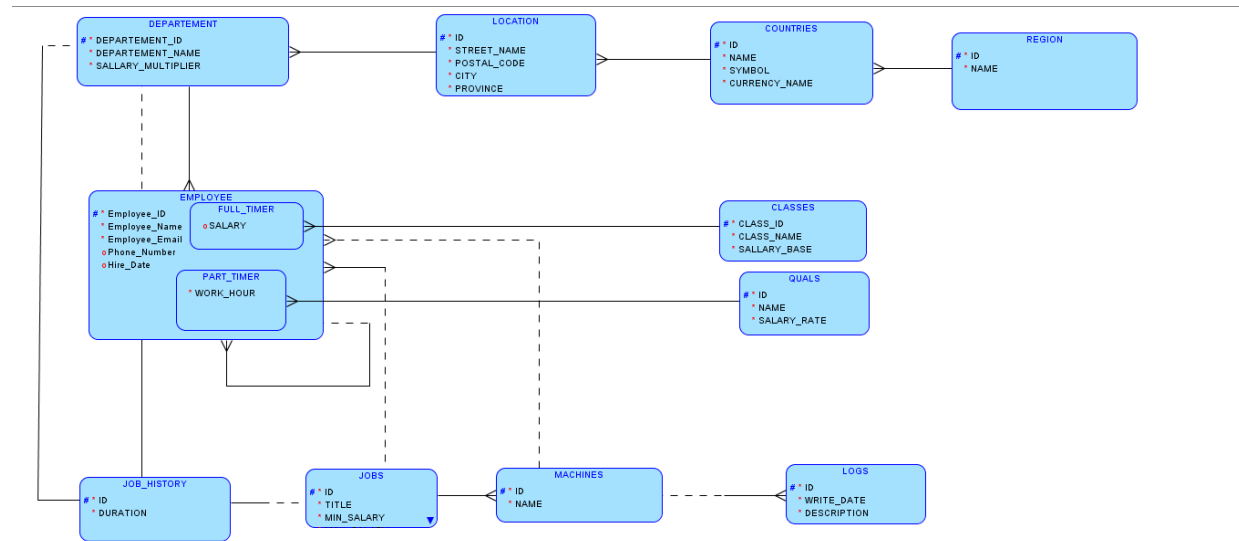 DEPARTEMENT
# * DEPARTEMENT_ID
* DEPARTEMENT_NAME
* SALLARY_MULTIPLIER
LOCATION
# * ID
* STREET_NAME
* POSTAL_CODE
* CITY
* PROVINCE
COUNTRIES
# * ID
* NAME
* SYMBOL
* CURRENCY_NAME
REGION
# * ID
* NAME
EMPLOYEE
# * Employee_ID
* Employee_Name
* Employee_Email
o Phone_Number
o Hire_Date
FULL_TIMER
o SALARY
PART_TIMER
* WORK_HOUR
CLASSES
# * CLASS_ID
* CLASS_NAME
* SALLARY_BASE
QUALS
# * ID
* NAME
* SALARY_RATE
JOB_HISTORY
# * ID
* DURATION
JOBS
# * ID
* TITLE
* MIN_SALARY
MACHINES
# * ID
* NAME
LOGS
# * ID
* WRITE_DATE
* DESCRIPTION